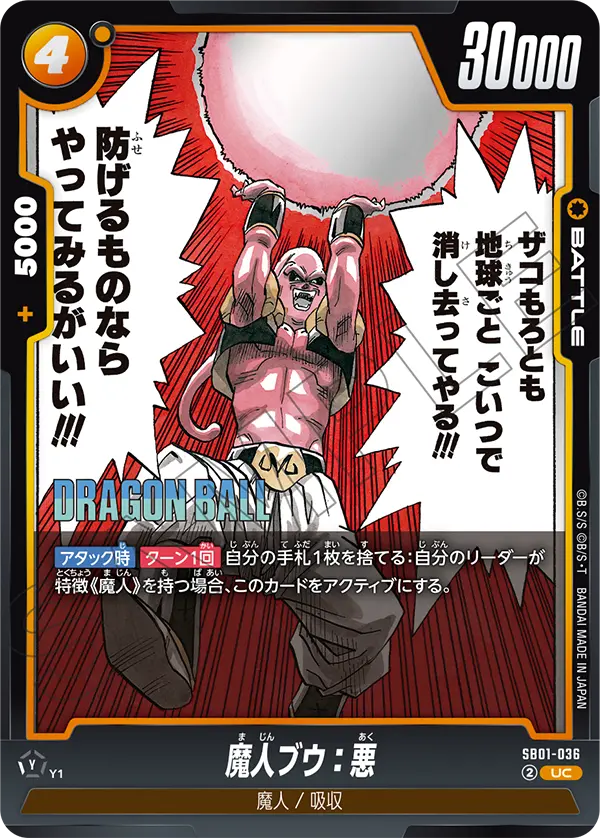 4
30000
+ 5000
BATTLE
ザコもろとも
地球ごと こいつで
消し去ってやる!!!
防げるものなら
やってみるがいい!!!
DRAGON BALL
アタック時 ターン1回 自分の手札1枚を捨てる:自分のリーダーが
特徴《魔人》を持つ場合、このカードをアクティブにする。
©B.S/S ©B/S・T BANDAI MADE IN JAPAN
SAMPLE
Y Y1
魔人ブウ:悪
SB01-036
2 UC
魔人 / 吸収